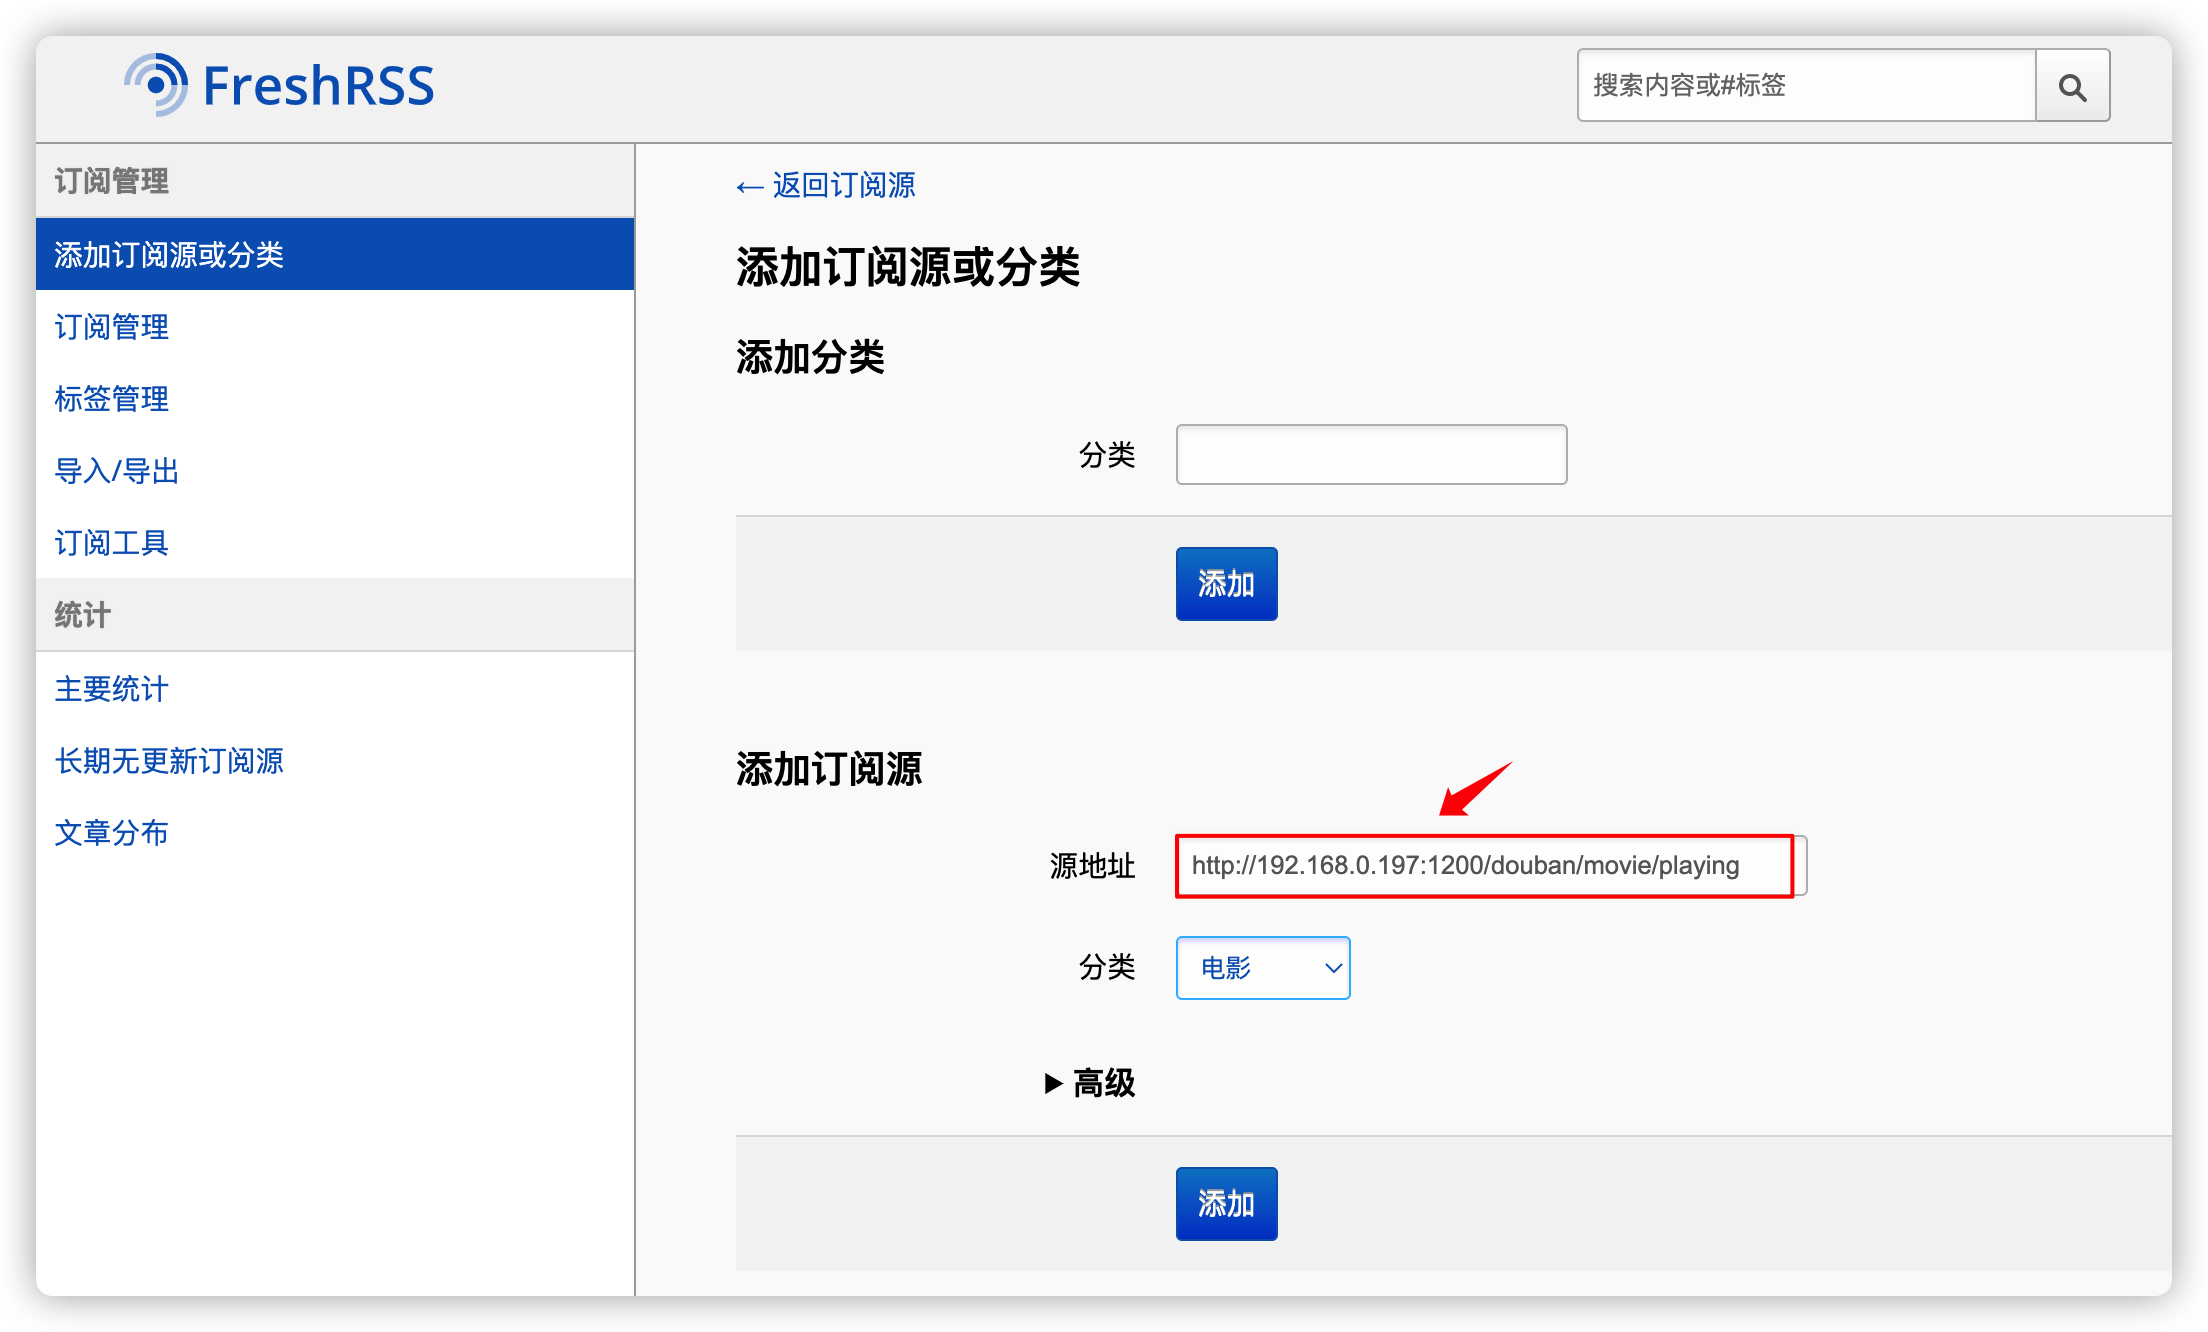 FreshRSS
搜索内容或#标签
订阅管理
添加订阅源或分类
订阅管理
标签管理
导入/导出
订阅工具
统计
主要统计
长期无更新订阅源
文章分布
← 返回订阅源
添加订阅源或分类
添加分类
分类
添加
添加订阅源
源地址 http://192.168.0.197:1200/douban/movie/playing
分类 电影
▶ 高级
添加